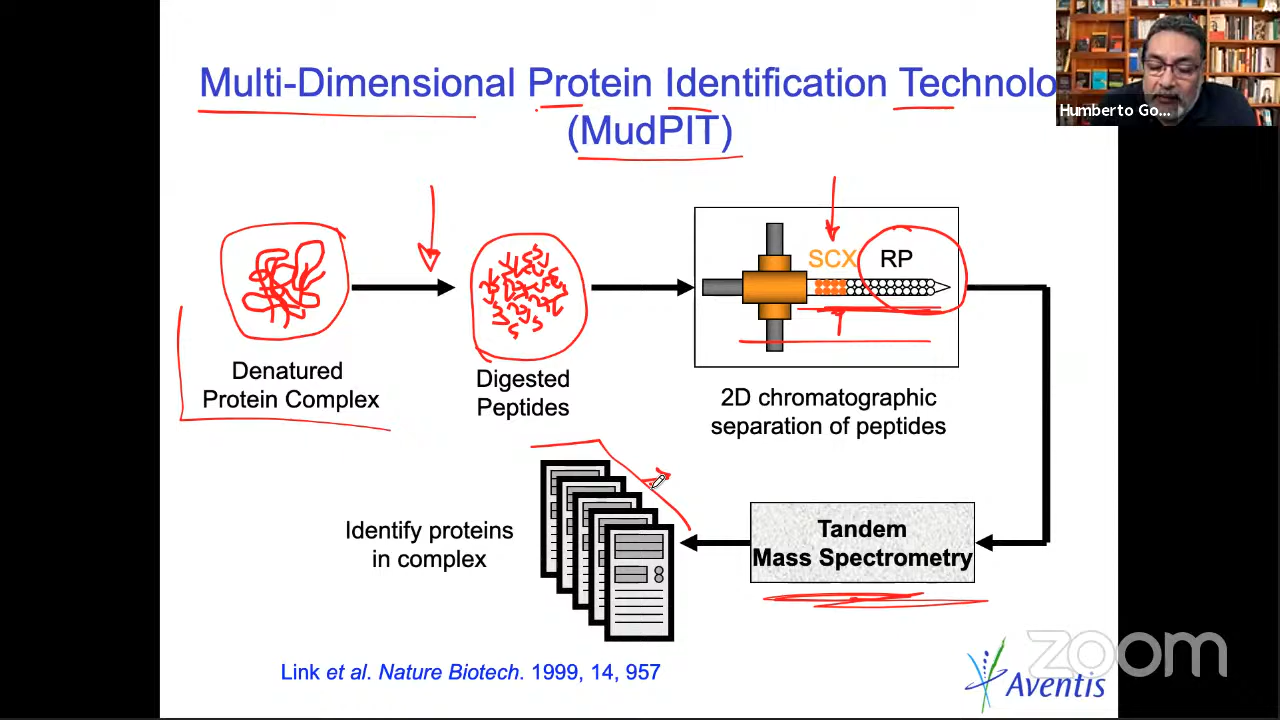 Multi-Dimensional Protein Identification Technolo
(MudPIT)
Humberto Go...
SCX RP
Denatured
Protein Complex
Digested
Peptides
2D chromatographic
separation of peptides
Identify proteins
in complex
Tandem
Mass Spectrometry
Link et al. Nature Biotech. 1999, 14, 957
Aventis
zoom